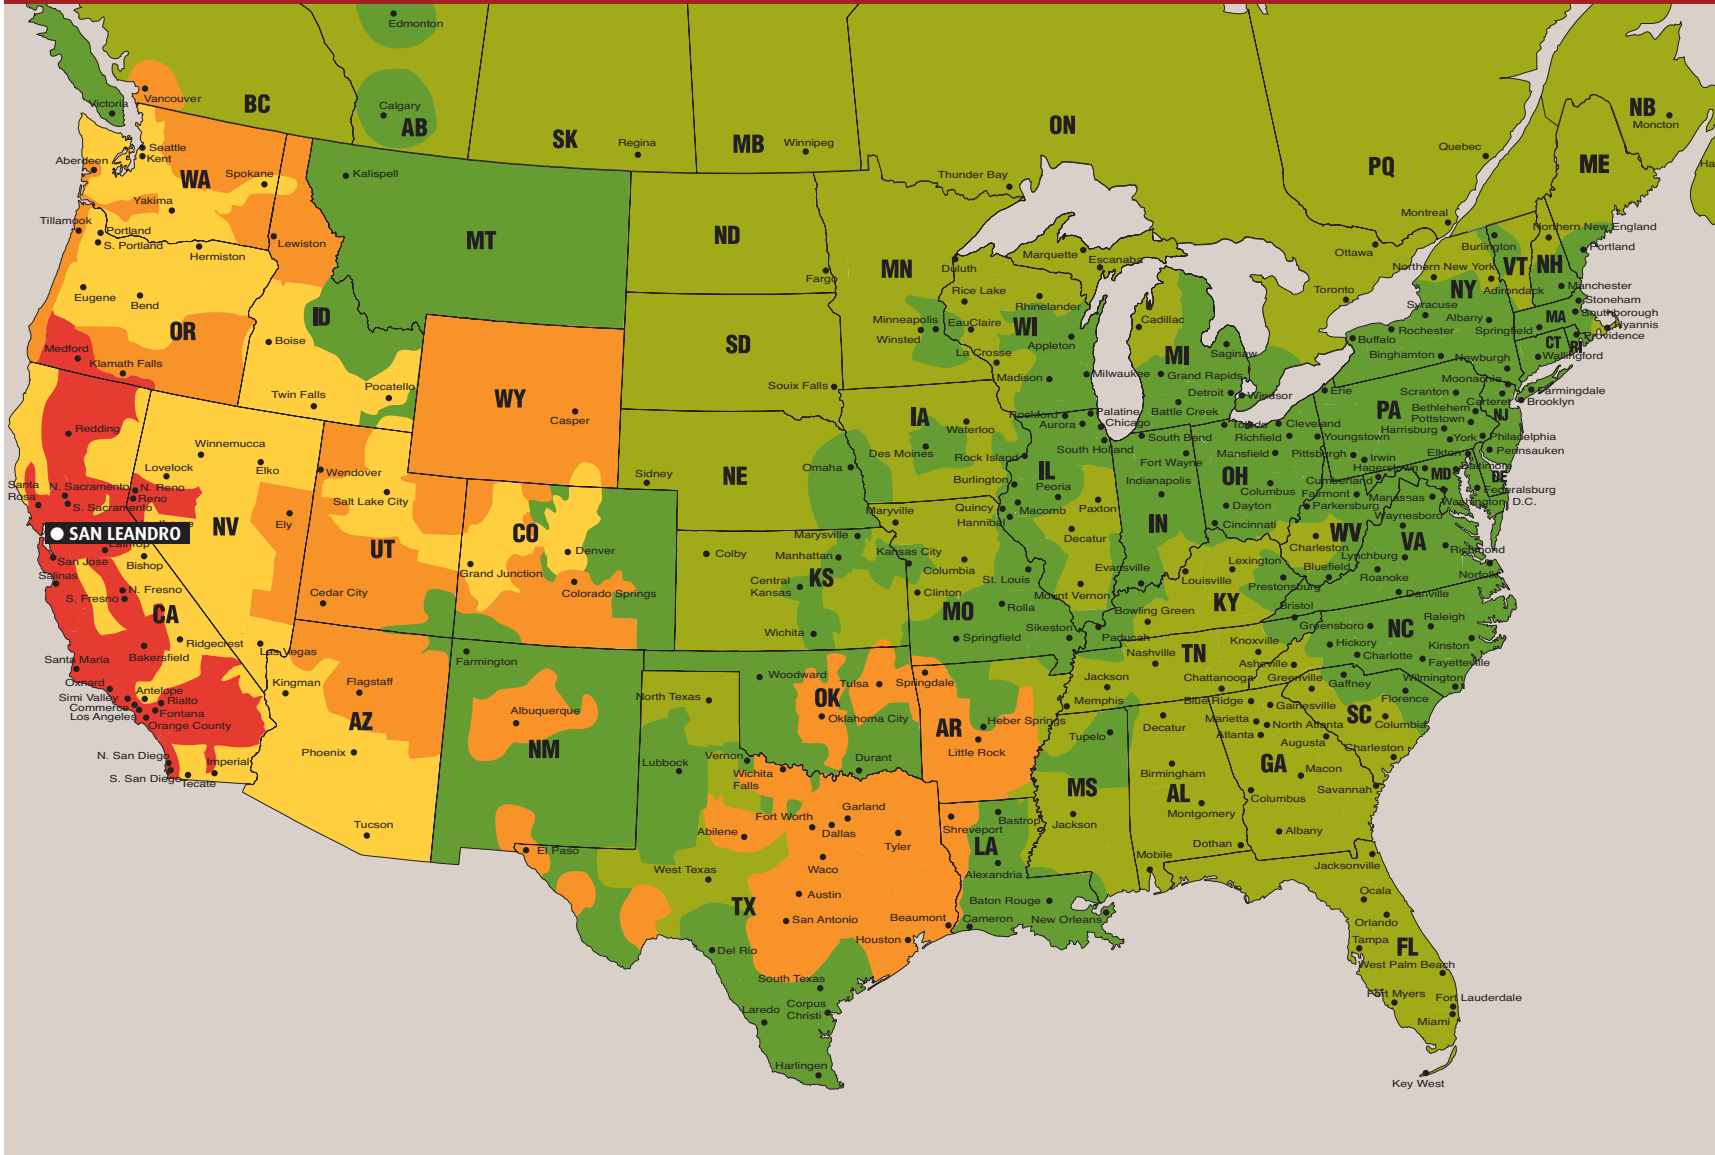 Edmonton
Vancouver
Victoria
BC
Calgary
AB
SK
Regina
MB
Winnipeg
ON
Thunder Bay
PQ
Quebec
Montreal
Ottawa
Toronto
NB
Moncton
Ha
ME
Seattle
Kent
Aberdeen
WA
Spokane
Yakima
Tillamook
Portland
S. Portland
Hermiston
Lewiston
Kalispell
MT
Eugene
Bend
OR
ID
Boise
Medford
Klamath Falls
Twin Falls
Pocatello
WY
Casper
ND
Fargo
SD
Souix Falls
MN
Duluth
Minneapolis
Winsted
Marquette
Escanaba
Rice Lake
Rhinelander
EauClaire
WI
Appleton
La Crosse
Madison
Milwaukee
Cadillac
MI
Saginaw
Grand Rapids
Detroit
Windsor
Battle Creek
Northern New England
Burlington
Portland
VT
NH
Northern New York
Adirondack
NY
Manchester
Stoneham
Southborough
Hyannis
Syracuse
Albany
MA
Springfield
Providence
Rochester
Buffalo
CT
RI
Wallingford
Binghamton
Newburgh
Moonachie
Erie
Scranton
Farmingdale
Brooklyn
Carteret
PA
Bethlehem
Pottstown
NJ
Harrisburg
York
Philadelphia
Pennsauken
Redding
Winnemucca
Lovelock
Elko
Wendover
Salt Lake City
Santa
Rosa
N. Sacramento
S. Sacramento
N. Reno
Reno
SAN LEANDRO
NV
Ely
UT
Lathrop
San Jose
Bishop
Salinas
N. Fresno
S. Fresno
CA
Cedar City
Ridgecrest
Bakersfield
Las Vegas
Santa Maria
Oxnard
Simi Valley
Antelope
Rialto
Commerce
Fontana
Los Angeles
Orange County
N. San Diego
S. San Diego
Tecate
Imperial
Kingman
Flagstaff
AZ
Phoenix
Tucson
CO
Denver
Grand Junction
Colorado Springs
Farmington
Albuquerque
NM
El Paso
Sidney
NE
Omaha
IA
Waterloo
Des Moines
Rock Island
Burlington
Colby
KS
Central
Kansas
Manhattan
Marysville
Wichita
Maryville
Kansas City
Columbia
Clinton
MO
Quincy
Hannibal
St. Louis
Rolla
Springfield
Sikeston
Rockford
Aurora
Palatine
Chicago
South Holland
IL
Peoria
Macomb
Paxton
Decatur
Mount Vernon
South Bend
Fort Wayne
Indianapolis
IN
Evansville
Toledo
Cleveland
Richfield
Youngstown
Mansfield
Pittsburgh
Irwin
OH
Columbus
Dayton
Cincinnati
Hagerstown
Cumberland
Fairmont
Parkersburg
Elkton
Baltimore
MD
DE
Federalsburg
Manassas
Washington D.C.
Waynesboro
WV
VA
Charleston
Bluefield
Lynchburg
Richmond
Roanoke
Norfolk
Danville
Lexington
Louisville
Prestonsburg
KY
Bowling Green
Paducah
Bristol
Greensboro
Raleigh
NC
Hickory
Kinston
Charlotte
Fayetteville
Asheville
Wilmington
Knoxville
Nashville
TN
Chattanooga
Jackson
Memphis
Greenville
Gaffney
Florence
SC
Columbia
Charleston
Blue Ridge
Gainesville
Marietta
North Atlanta
Atlanta
Augusta
GA
Macon
Savannah
Columbus
Albany
Decatur
Birmingham
AL
Montgomery
Dothan
Mobile
Tupelo
MS
Jackson
Springdale
AR
Heber Springs
Little Rock
Woodward
Tulsa
OK
Oklahoma City
Durant
North Texas
Lubbock
Vernon
Wichita
Falls
Fort Worth
Garland
Dallas
Abilene
Tyler
Waco
West Texas
TX
Austin
San Antonio
Beaumont
Houston
Del Rio
South Texas
Laredo
Corpus
Christi
Harlingen
Shreveport
Bastrop
LA
Alexandria
Baton Rouge
Cameron
New Orleans
Jacksonville
Ocala
Orlando
Tampa
FL
West Palm Beach
Fort Myers
Fort Lauderdale
Miami
Key West